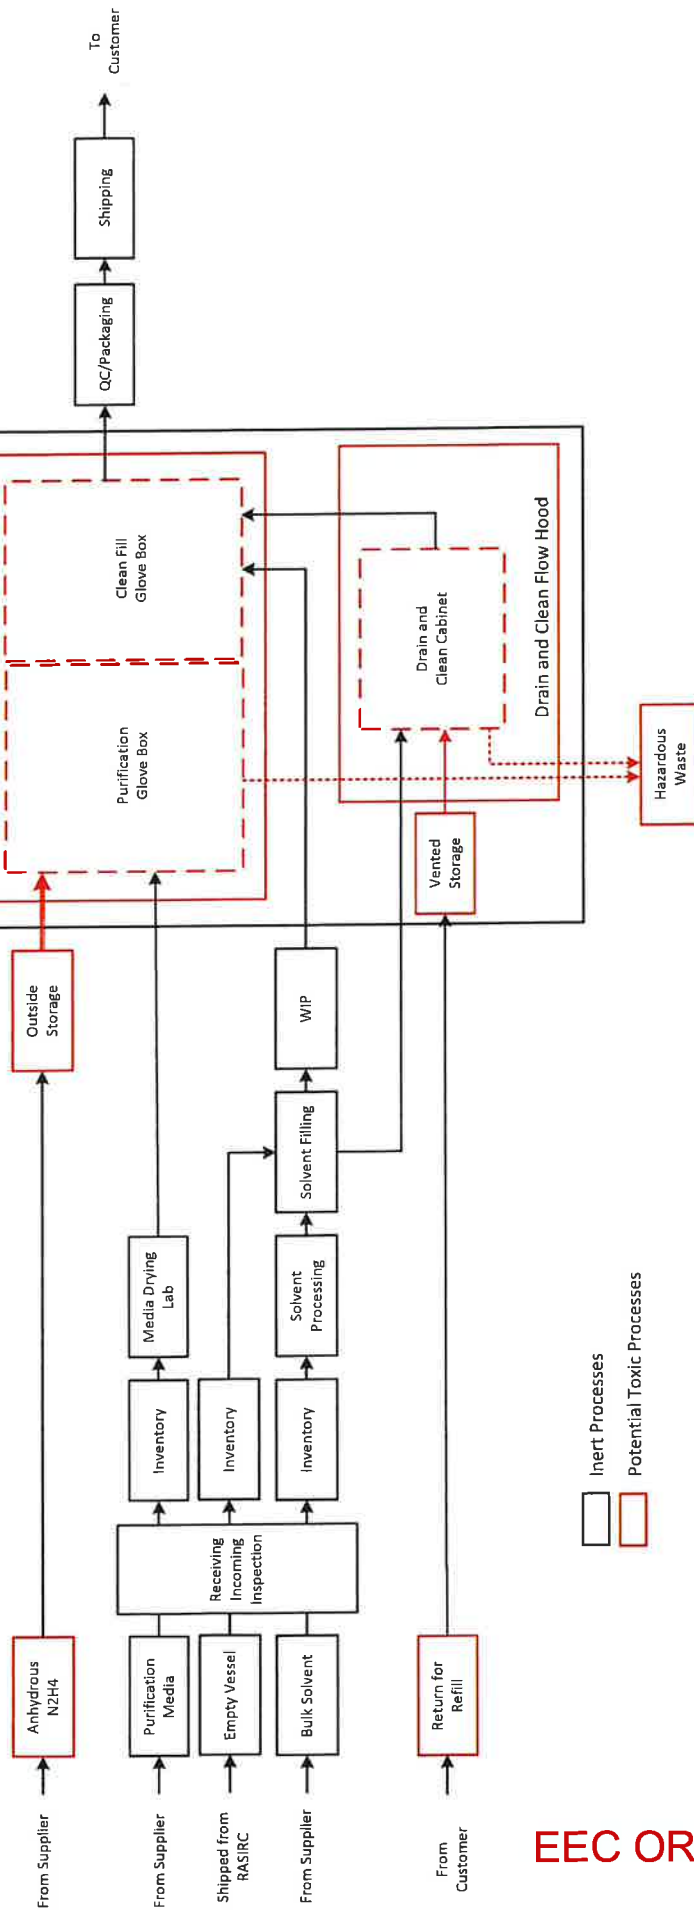 From Supplier
Anhydrous
N2H4
Outside
Storage
Purification
Glove Box
Clean Fill
Glove Box
QC/Packaging
Shipping
To
Customer
From Supplier
Purification
Media
Receiving
Incoming
Inspection
Inventory
Media Drying
Lab
Shipped from
RASIRC
Empty Vessel
Inventory
From Supplier
Bulk Solvent
Inventory
Solvent
Processing
Solvent Filling
WIP
From
Customer
Return for
Refill
Vented
Storage
Drain and
Clean Cabinet
Drain and Clean Flow Hood
Hazardous
Waste
Inert Processes
Potential Toxic Processes
EEC OR